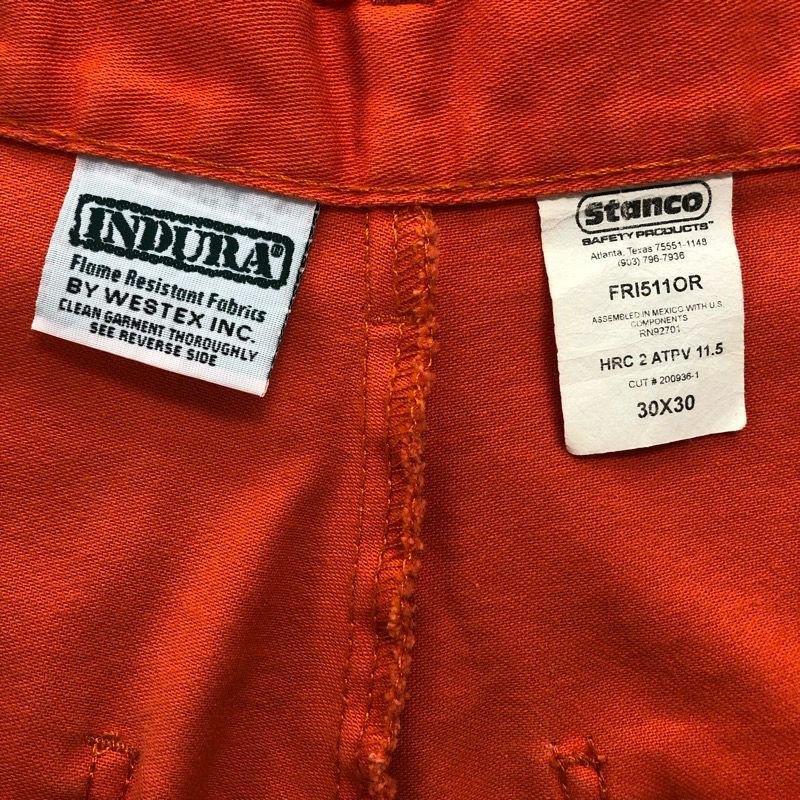 INDURA®
Flame Resistant Fabrics
BY WESTEX INC.
CLEAN GARMENT THOROUGHLY
SEE REVERSE SIDE
Stanco
SAFETY PRODUCTS™
Atlanta, Texas 75551-1148
(903) 796-7936
FRI511OR
ASSEMBLED IN MEXICO WITH U.S.
COMPONENTS
RN92701
HRC 2 ATPV 11.5
CUT # 200936-1
30X30